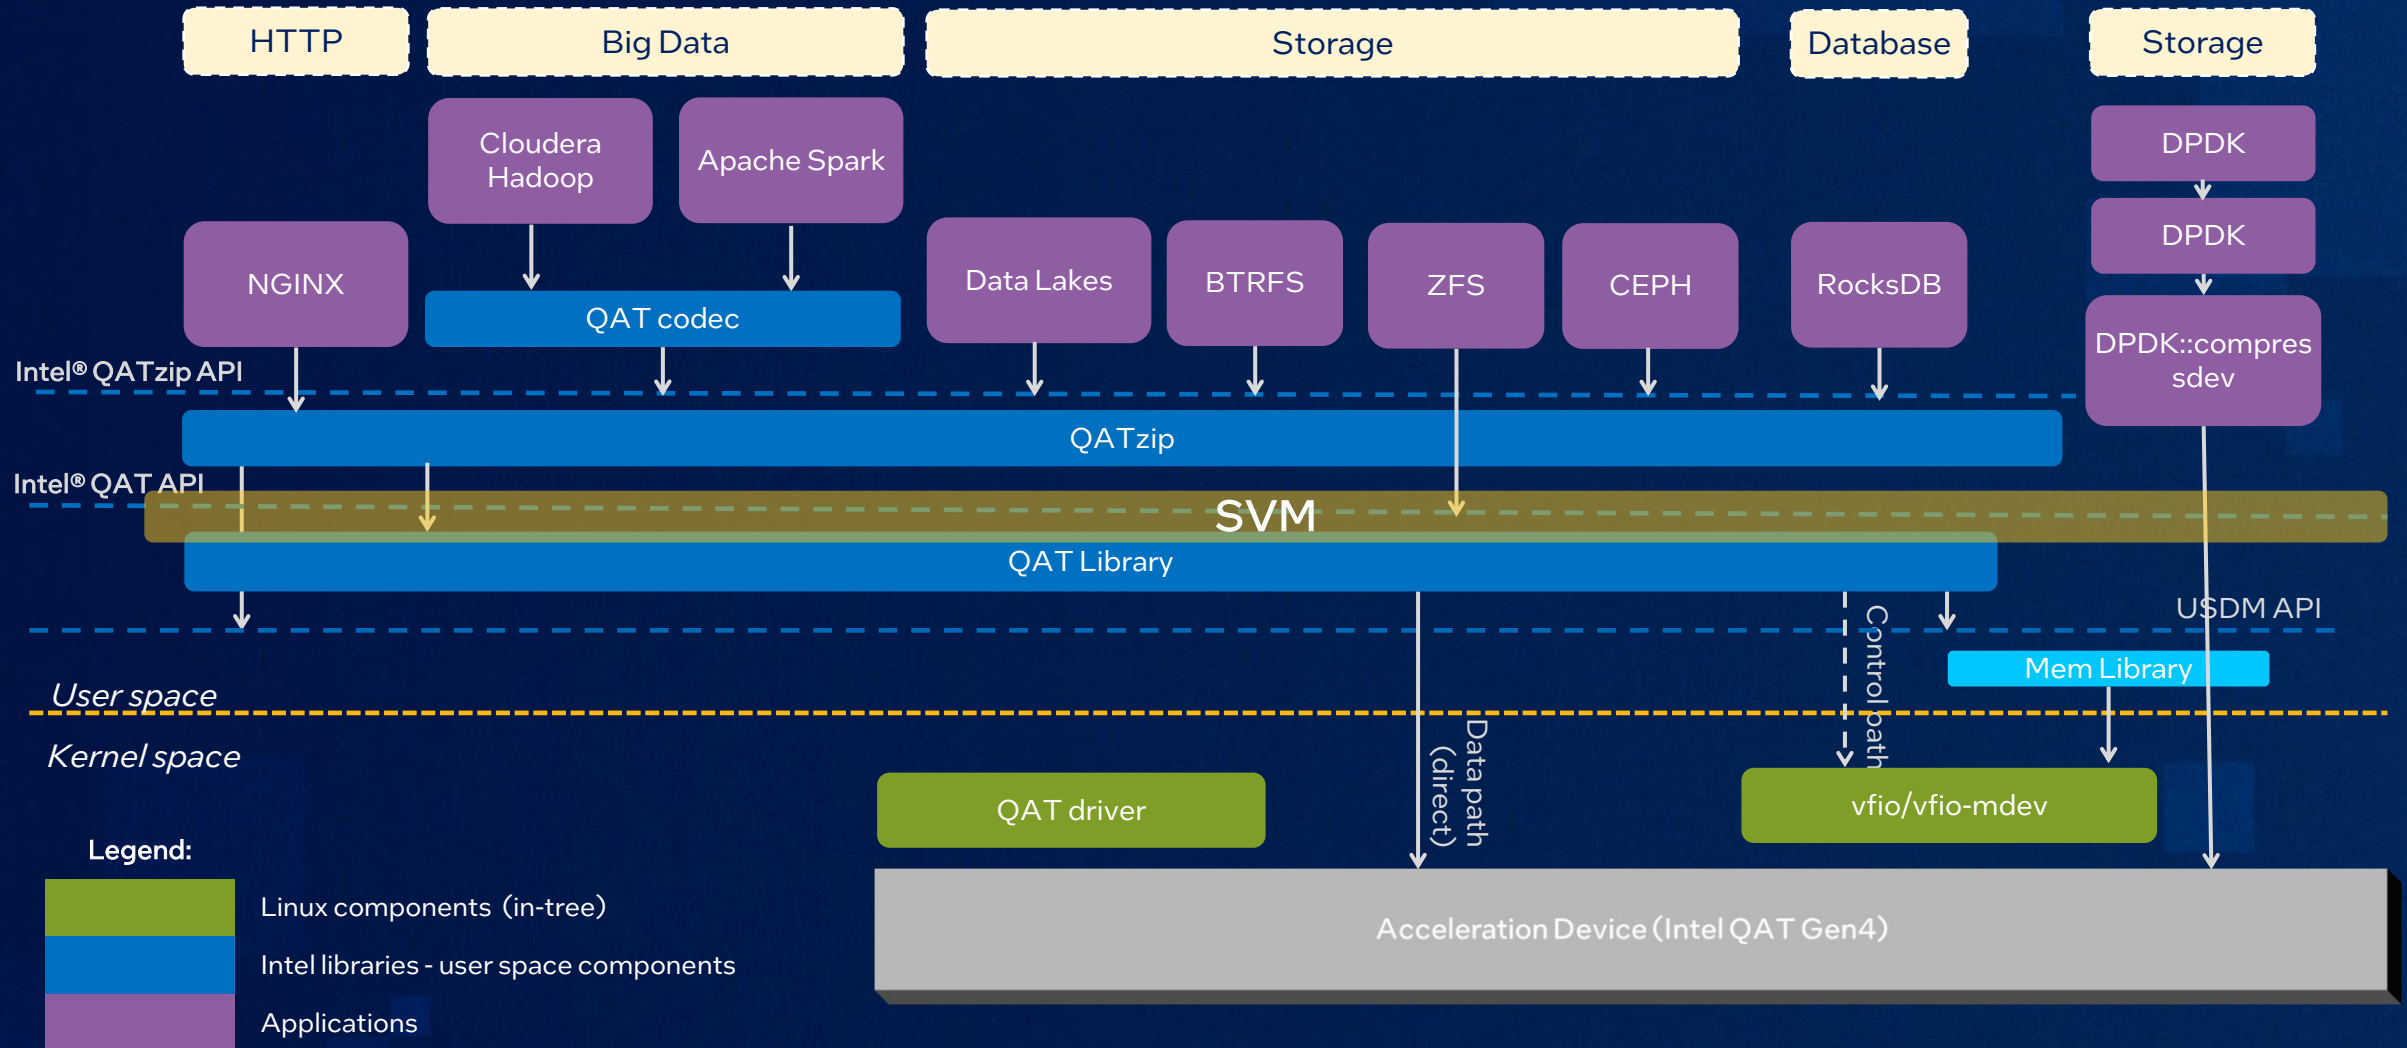 HTTP
Big Data
Storage
Database
Storage
Cloudera
Hadoop
Apache Spark
DPDK
DPDK
NGINX
QAT codec
Data Lakes
BTRFS
ZFS
CEPH
RocksDB
DPDK::compres
sdev
Intel® QATzip API
QATzip
Intel® QAT API
SVM
QAT Library
USDM API
Control path
Mem Library
User space
Kernel space
Data path
(direct)
QAT driver
vfio/vfio-mdev
Legend:
Linux components (in-tree)
Intel libraries - user space components
Applications
Acceleration Device (Intel QAT Gen4)